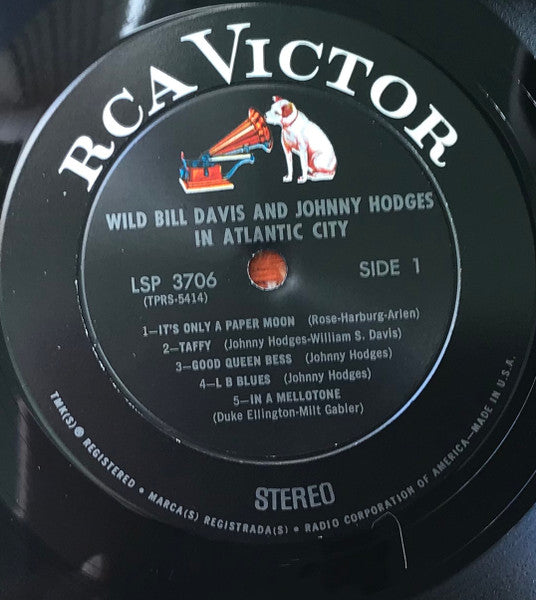 RCA VICTOR
WILD BILL DAVIS AND JOHNNY HODGES
IN ATLANTIC CITY
LSP 3706
(TPRS-5414)
SIDE 1
1—IT'S ONLY A PAPER MOON (Rose-Harburg-Arlen)
2—TAFFY (Johnny Hodges-William S. Davis)
3—GOOD QUEEN BESS (Johnny Hodges)
4—L B BLUES (Johnny Hodges)
5—IN A MELLOTONE
(Duke Ellington-Milt Gabler)
STEREO
TMK(S) ® REGISTERED • MARCA(S) REGISTRADA(S) • RADIO CORPORATION OF AMERICA—MADE IN U.S.A.